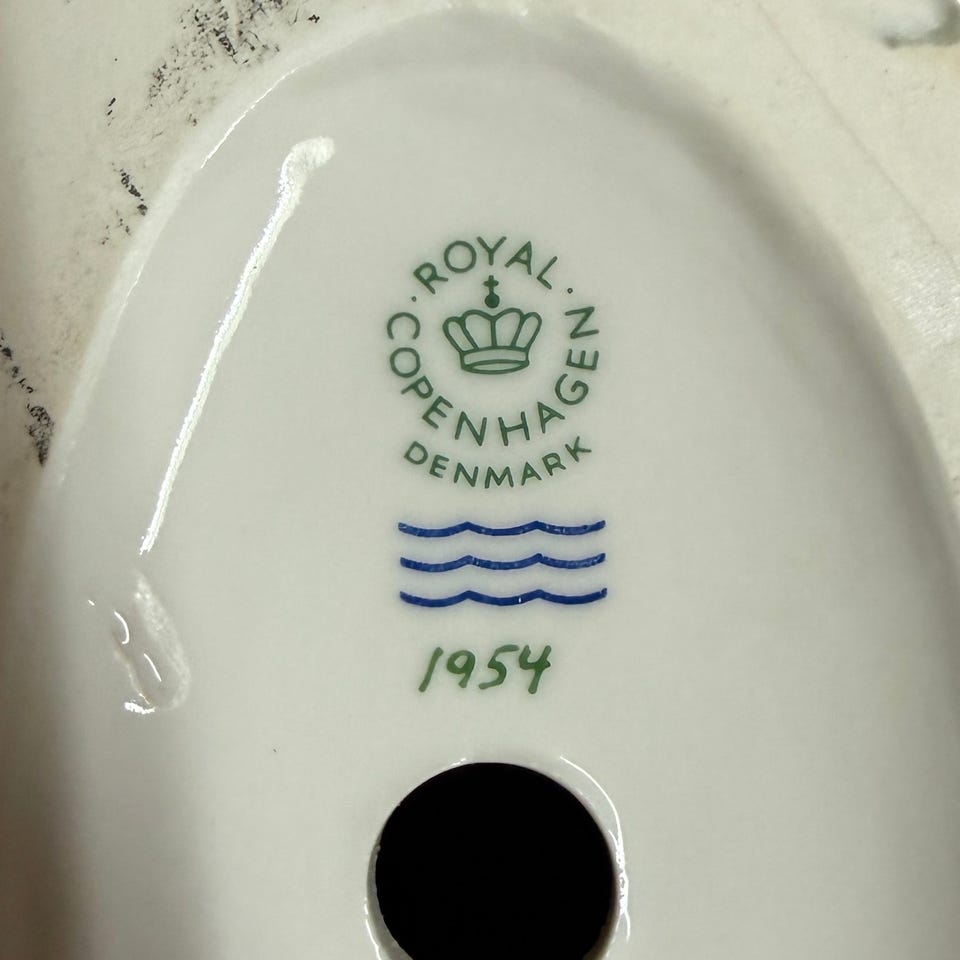 · ROYAL ·
COPENHAGEN
DENMARK
1954